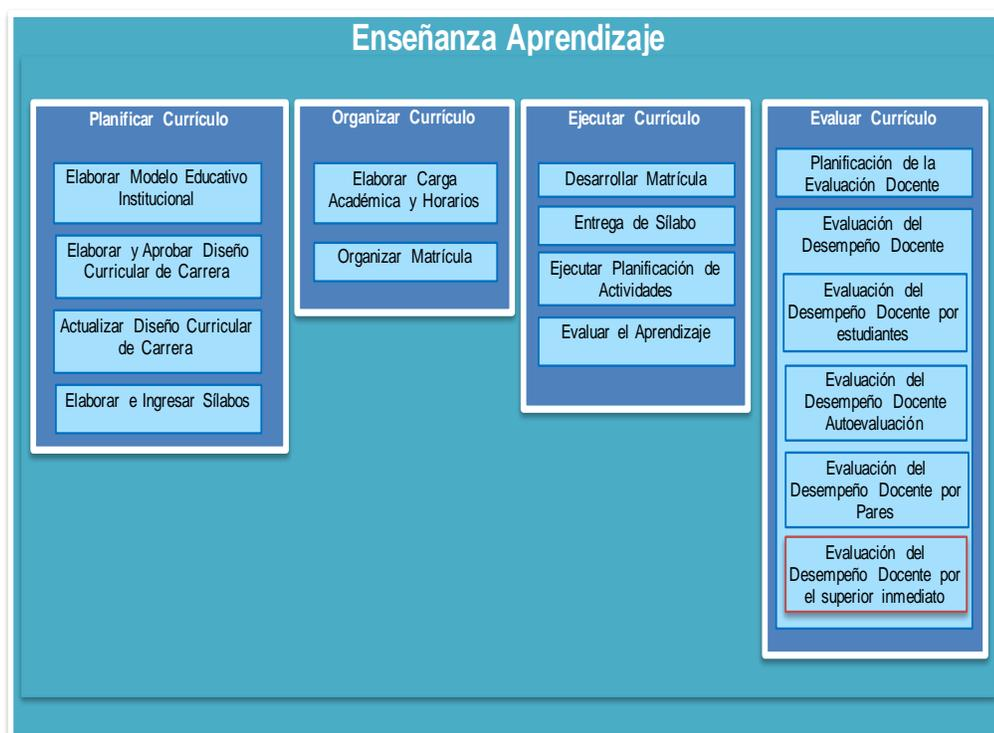 Enseñanza Aprendizaje
Planificar Currículo
Elaborar Modelo Educativo
Institucional
Elaborar y Aprobar Diseño
Curricular de Carrera
Actualizar Diseño Curricular
de Carrera
Elaborar e Ingresar Sílabos
Organizar Currículo
Elaborar Carga
Académica y Horarios
Organizar Matrícula
Ejecutar Currículo
Desarrollar Matrícula
Entrega de Sílabo
Ejecutar Planificación de
Actividades
Evaluar el Aprendizaje
Evaluar Currículo
Planificación de la
Evaluación Docente
Evaluación del
Desempeño Docente
Evaluación del
Desempeño Docente por
estudiantes
Evaluación del
Desempeño Docente
Autoevaluación
Evaluación del
Desempeño Docente por
Pares
Evaluación del
Desempeño Docente por
el superior inmediato